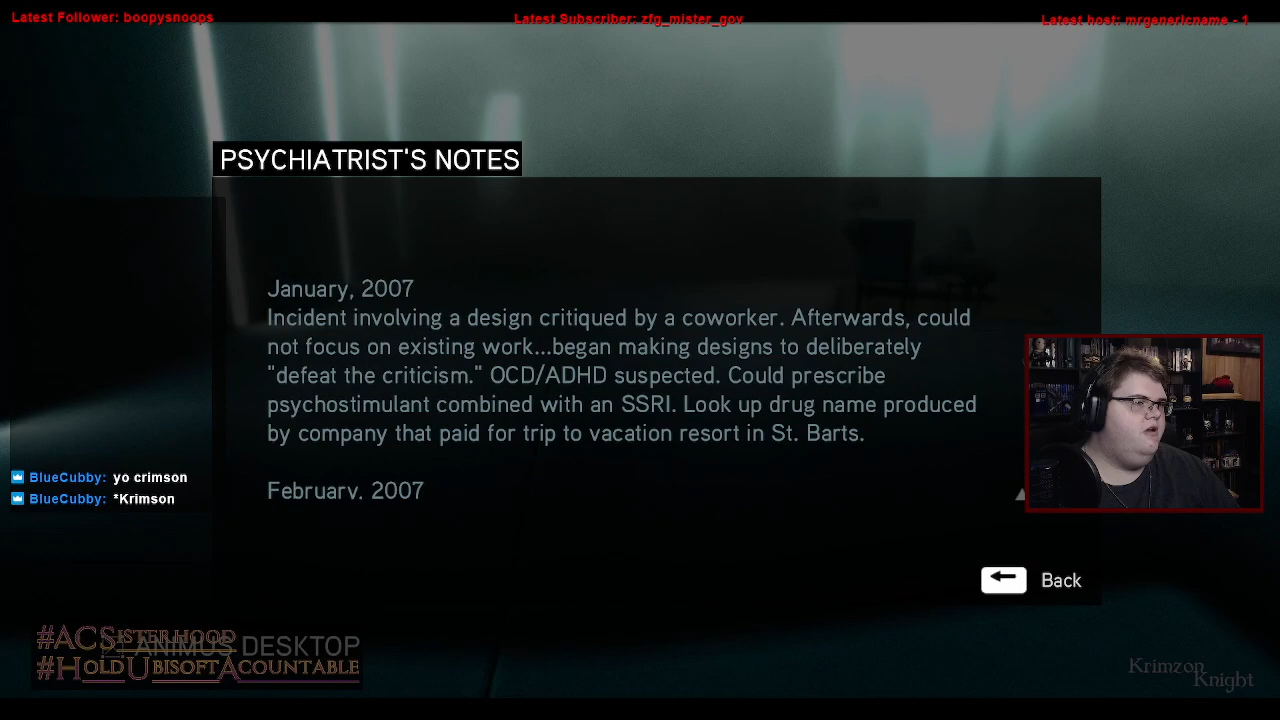 Latest Follower: boopysnoops
Latest Subscriber: zfg_mister_gov
Latest host: mrgenericname - 1
PSYCHIATRIST'S NOTES
January, 2007
Incident involving a design critiqued by a coworker. Afterwards, could
not focus on existing work...began making designs to deliberately
"defeat the criticism." OCD/ADHD suspected. Could prescribe
psychostimulant combined with an SSRI. Look up drug name produced
by company that paid for trip to vacation resort in St. Barts.
February, 2007
BlueCubby: yo crimson
BlueCubby: *Krimson
Back
#ACSisterhood
ANIMUS DESKTOP
#HoldUbisoftAcountable
Krimzon
Knight